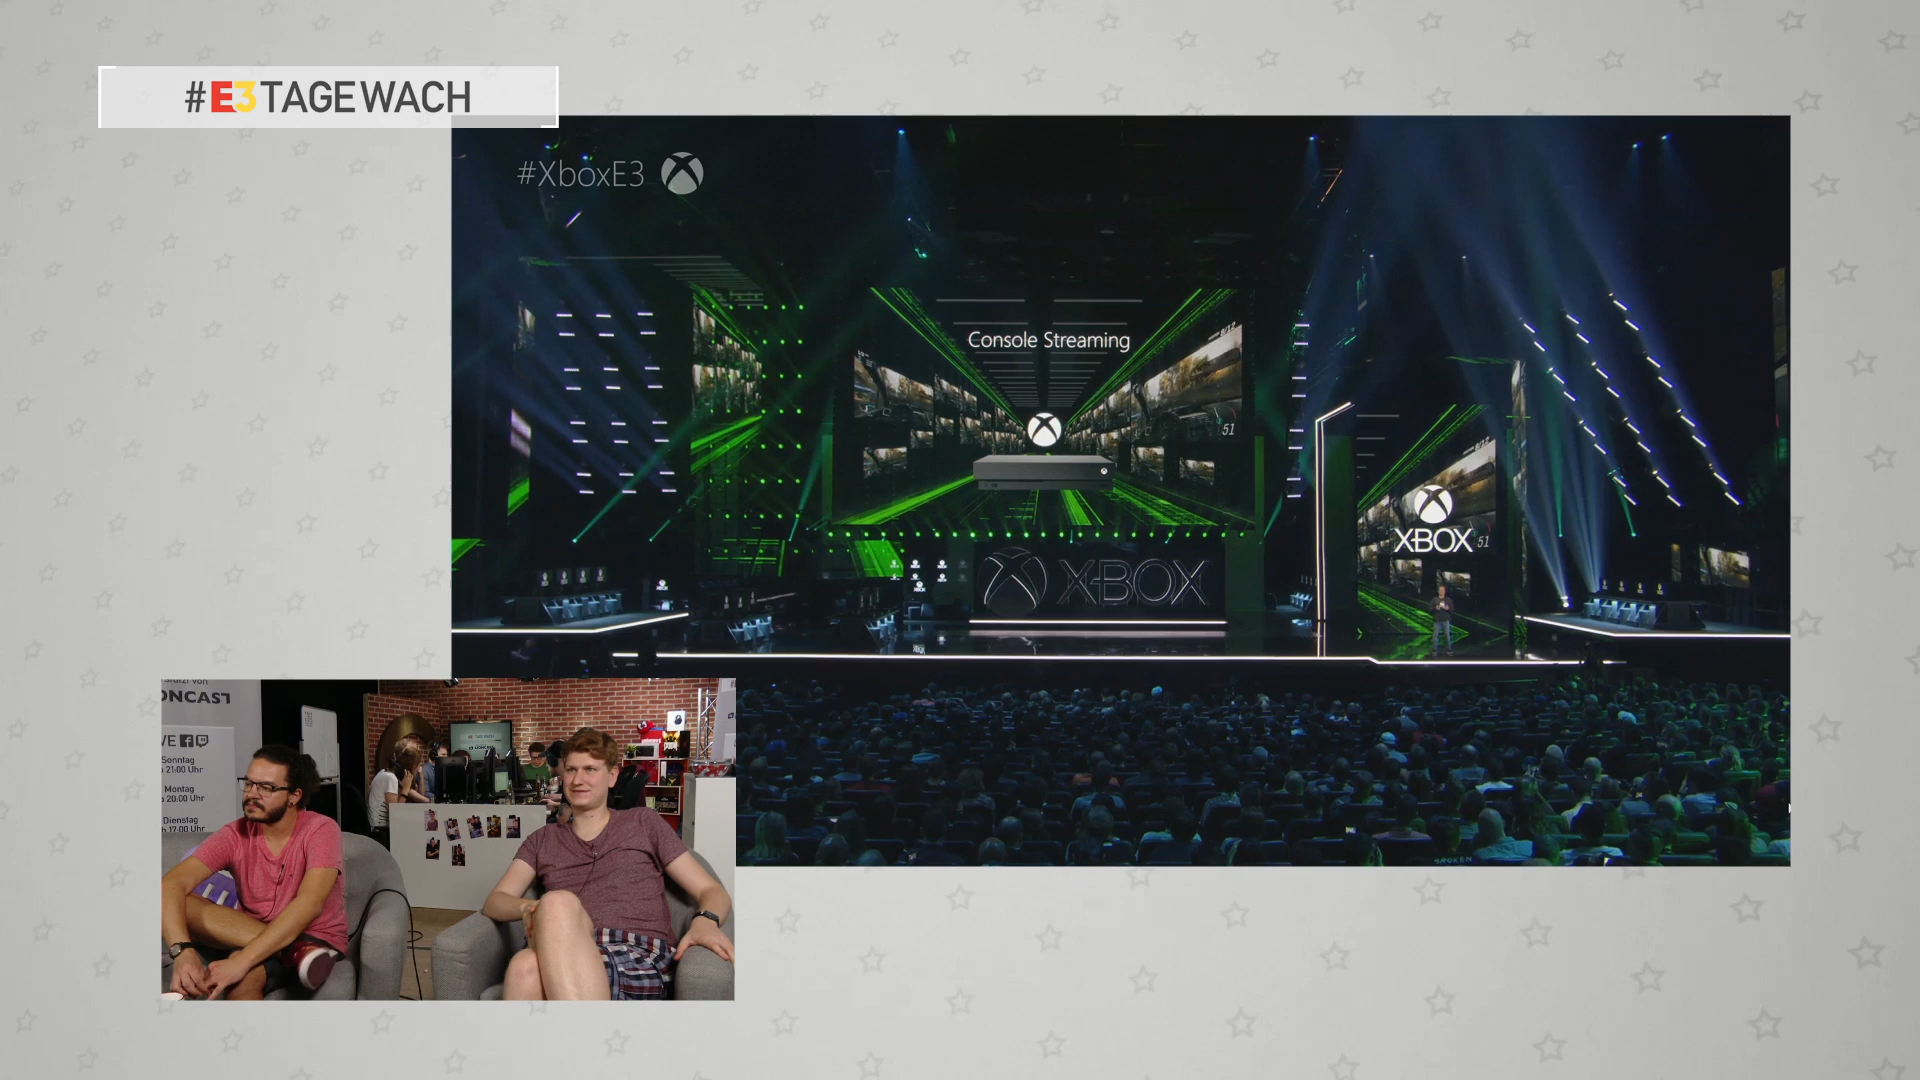 #E3TAGEWACH
#XboxE3
Console Streaming
51
XBOX 51
XBOX
ONCAST
Sonntag
21:00 Uhr
Montag
20:00 Uhr
Dienstag
17:00 Uhr
BROKEN